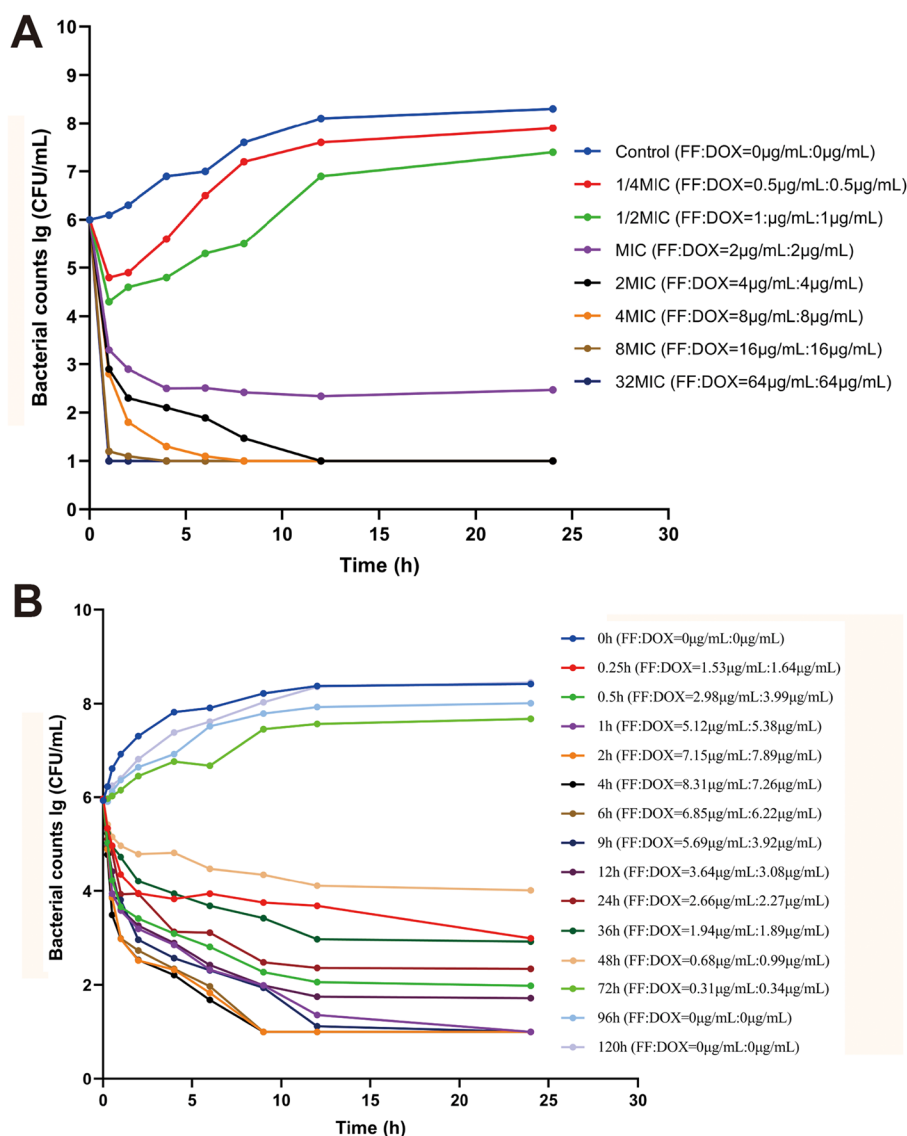 A
10
9
8
7
6
5
4
3
2
1
0
Bacterial counts lg (CFU/mL)
0
5
10
15
20
25
30
Time (h)
Control (FF:DOX=0μg/mL:0μg/mL)
1/4MIC (FF:DOX=0.5μg/mL:0.5μg/mL)
1/2MIC (FF:DOX=1:μg/mL:1μg/mL)
MIC (FF:DOX=2μg/mL:2μg/mL)
2MIC (FF:DOX=4μg/mL:4μg/mL)
4MIC (FF:DOX=8μg/mL:8μg/mL)
8MIC (FF:DOX=16μg/mL:16μg/mL)
32MIC (FF:DOX=64μg/mL:64μg/mL)
B
10
8
6
4
2
0
Bacterial counts lg (CFU/mL)
0
5
10
15
20
25
30
Time (h)
0h (FF:DOX=0μg/mL:0μg/mL)
0.25h (FF:DOX=1.53μg/mL:1.64μg/mL)
0.5h (FF:DOX=2.98μg/mL:3.99μg/mL)
1h (FF:DOX=5.12μg/mL:5.38μg/mL)
2h (FF:DOX=7.15μg/mL:7.89μg/mL)
4h (FF:DOX=8.31μg/mL:7.26μg/mL)
6h (FF:DOX=6.85μg/mL:6.22μg/mL)
9h (FF:DOX=5.69μg/mL:3.92μg/mL)
12h (FF:DOX=3.64μg/mL:3.08μg/mL)
24h (FF:DOX=2.66μg/mL:2.27μg/mL)
36h (FF:DOX=1.94μg/mL:1.89μg/mL)
48h (FF:DOX=0.68μg/mL:0.99μg/mL)
72h (FF:DOX=0.31μg/mL:0.34μg/mL)
96h (FF:DOX=0μg/mL:0μg/mL)
120h (FF:DOX=0μg/mL:0μg/mL)